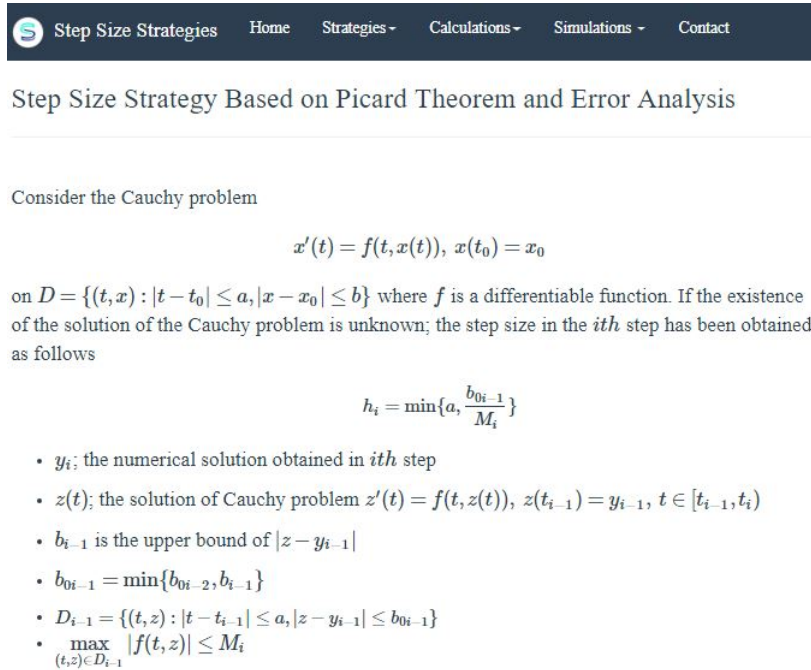 S Step Size Strategies Home Strategies Calculations Simulations Contact
Step Size Strategy Based on Picard Theorem and Error Analysis
Consider the Cauchy problem
x′(t) = f(t, x(t)), x(t₀) = x₀
on D = {(t, x) : |t − t₀| ≤ a, |x − x₀| ≤ b} where f is a differentiable function. If the existence
of the solution of the Cauchy problem is unknown; the step size in the ith step has been obtained
as follows
hᵢ = min{a, b₀ᵢ₋₁/Mᵢ}
• yᵢ; the numerical solution obtained in ith step
• z(t); the solution of Cauchy problem z′(t) = f(t, z(t)), z(tᵢ₋₁) = yᵢ₋₁, t ∈ [tᵢ₋₁, tᵢ)
• bᵢ₋₁ is the upper bound of |z − yᵢ₋₁|
• b₀ᵢ₋₁ = min{b₀ᵢ₋₂, bᵢ₋₁}
• Dᵢ₋₁ = {(t, z) : |t − tᵢ₋₁| ≤ a, |z − yᵢ₋₁| ≤ b₀ᵢ₋₁}
• max |f(t, z)| ≤ Mᵢ
(t,z)∈Dᵢ₋₁